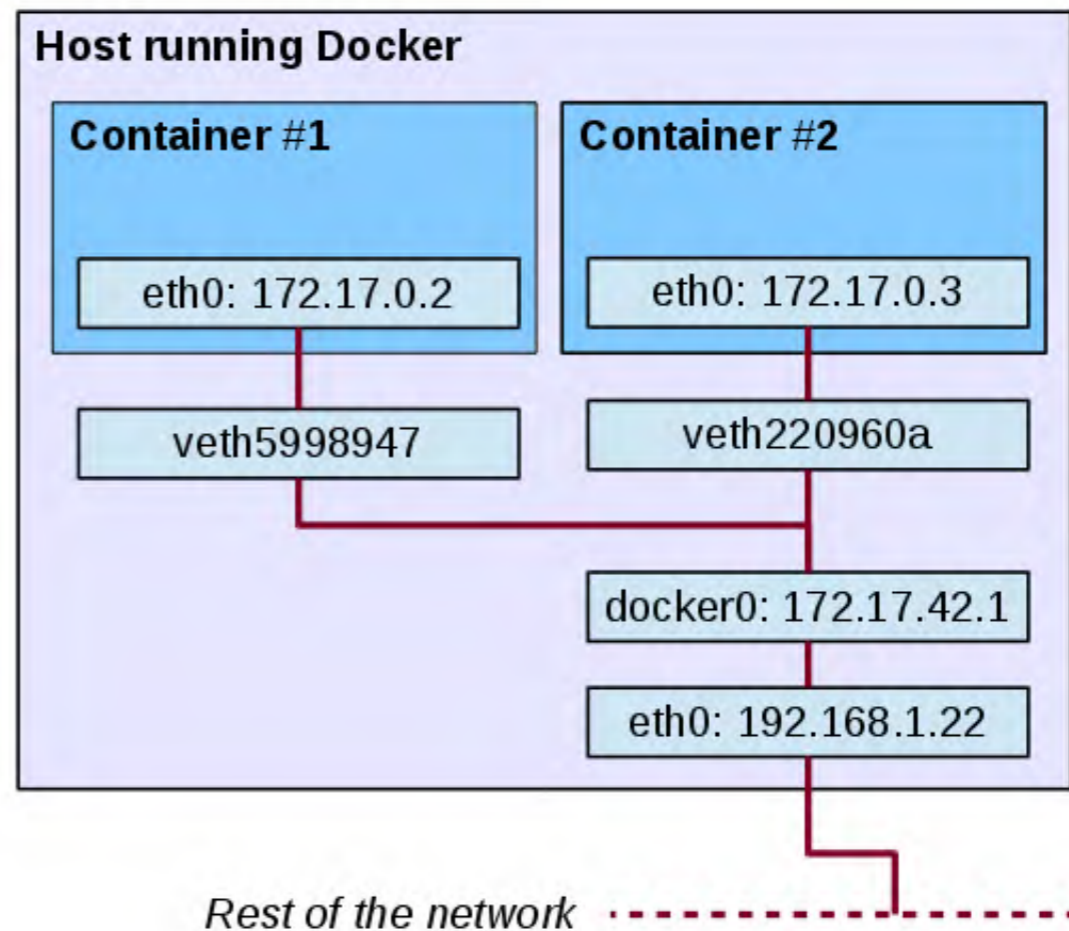 Host running Docker
Container #1
Container #2
eth0: 172.17.0.2
eth0: 172.17.0.3
veth5998947
veth220960a
docker0: 172.17.42.1
eth0: 192.168.1.22
Rest of the network